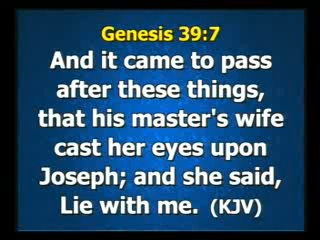 Genesis 39:7
And it came to pass
after these things,
that his master's wife
cast her eyes upon
Joseph; and she said,
Lie with me. (KJV)